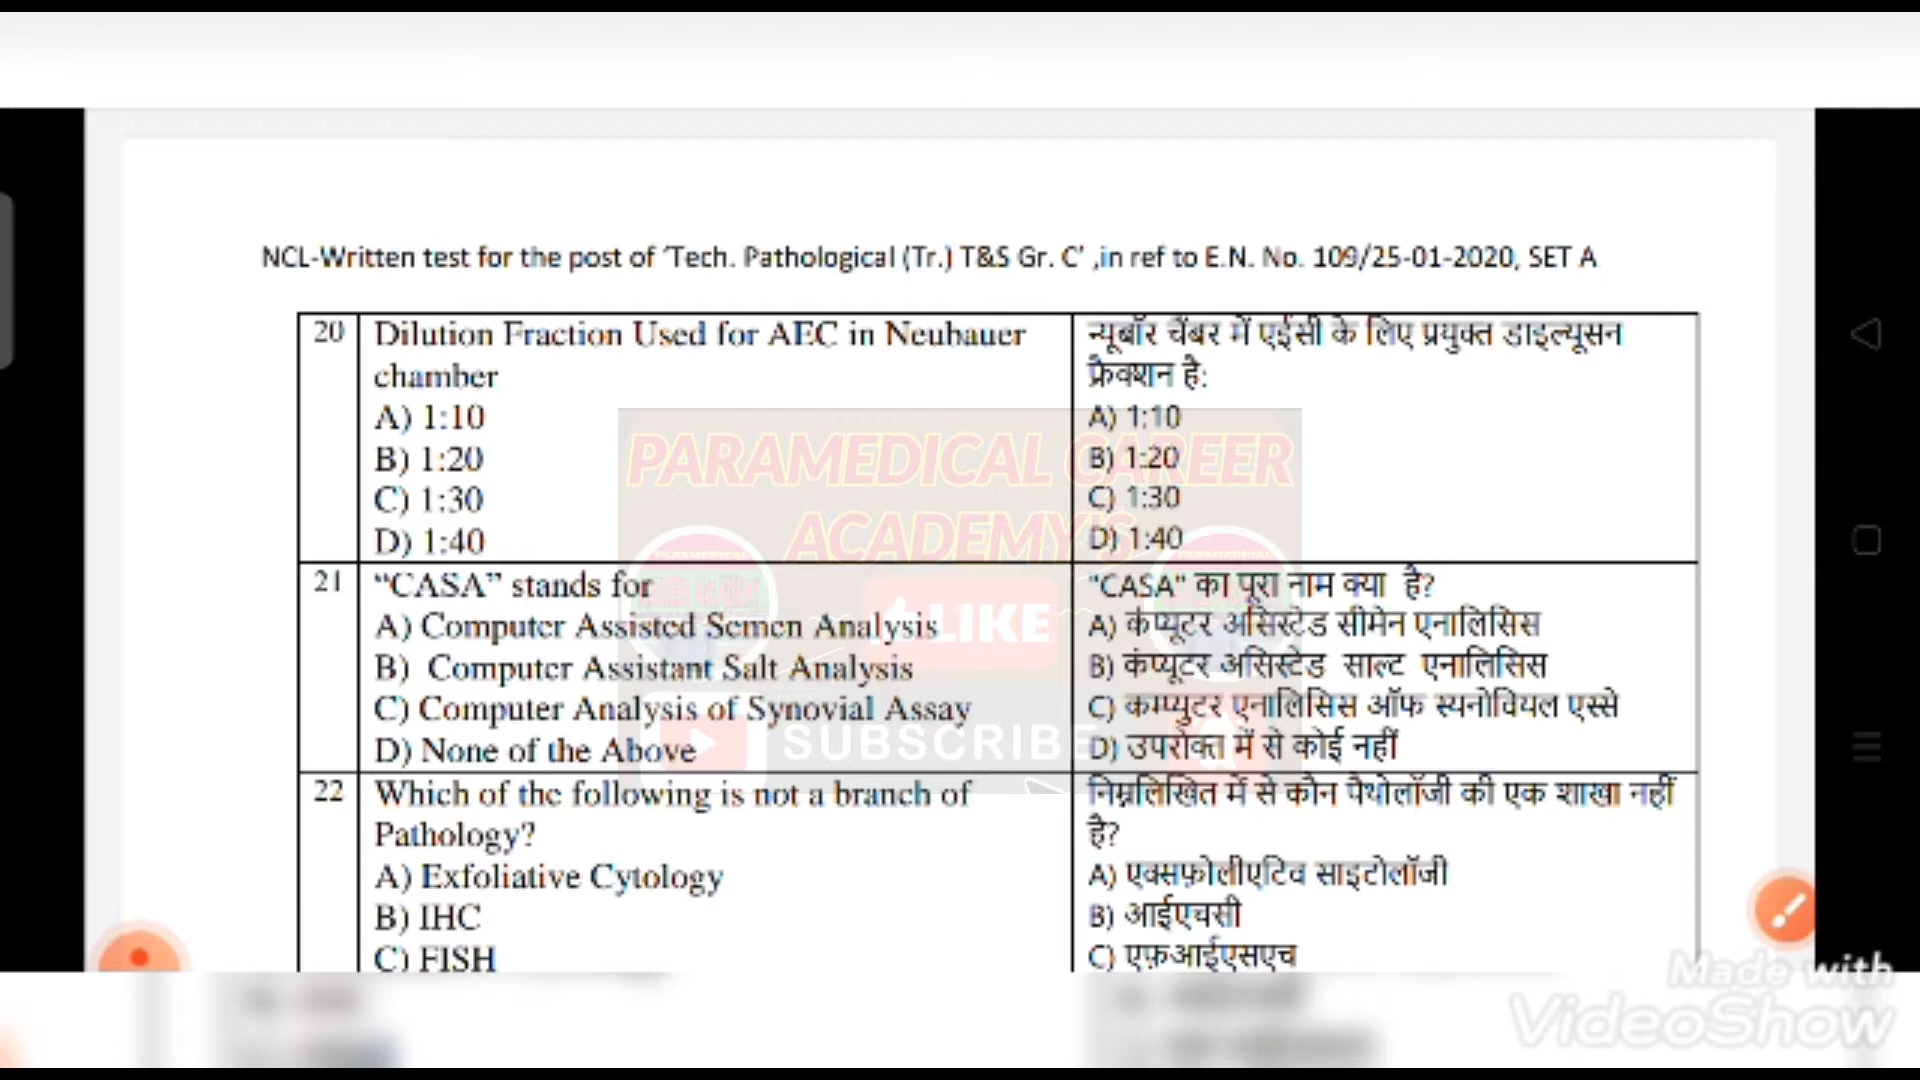 NCL-Written test for the post of ‘Tech. Pathological (Tr.) T&S Gr. C’ ,in ref to E.N. No. 109/25-01-2020, SET A
20
Dilution Fraction Used for AEC in Neubauer
chamber
A) 1:10
B) 1:20
C) 1:30
D) 1:40
न्यूबॉर चेंबर में एईसी के लिए प्रयुक्त डाइल्यूसन
फ्रैक्शन है:
A) 1:10
B) 1:20
C) 1:30
D) 1:40
21
“CASA” stands for
A) Computer Assisted Semen Analysis
B) Computer Assistant Salt Analysis
C) Computer Analysis of Synovial Assay
D) None of the Above
"CASA" का पूरा नाम क्या है?
A) कंप्यूटर असिस्टेड सीमेन एनालिसिस
B) कंप्यूटर असिस्टेड साल्ट एनालिसिस
C) कम्प्युटर एनालिसिस ऑफ स्यनोवियल एस्से
D) उपरोक्त में से कोई नहीं
22
Which of the following is not a branch of
Pathology?
A) Exfoliative Cytology
B) IHC
C) FISH
निम्नलिखित में से कौन पैथोलॉजी की एक शाखा नहीं
है?
A) एक्सफ़ोलीएटिव साइटोलॉजी
B) आईएचसी
C) एफ़आईएसएच
PARAMEDICAL CAREER
ACADEMY'S
LIKE
SUBSCRIBE
Made with
VideoShow